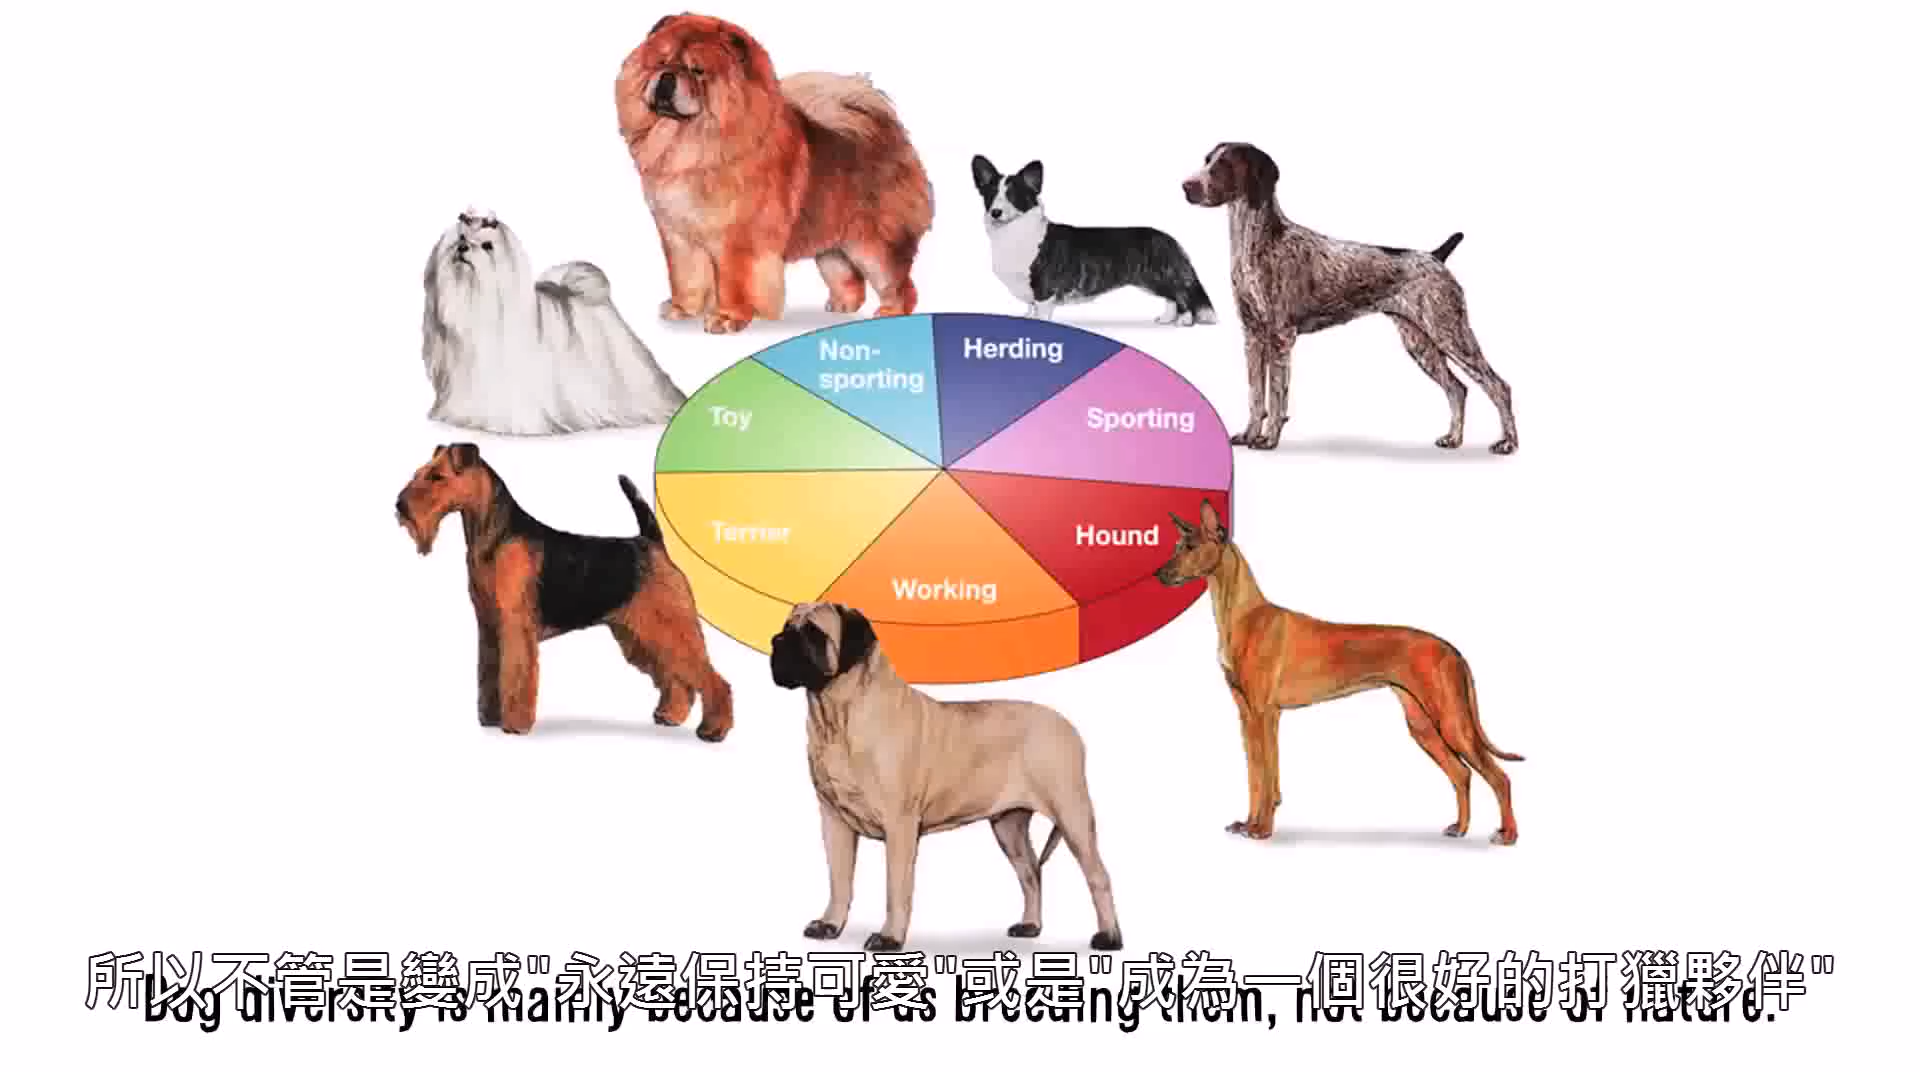 Non-
sporting
Herding
Toy
Sporting
Terrier
Hound
Working
所以不管是變成"永遠保持可愛"或是"成為一個很好的打獵夥伴"
Dog diversity is mainly because of us breeding them, not because of nature.